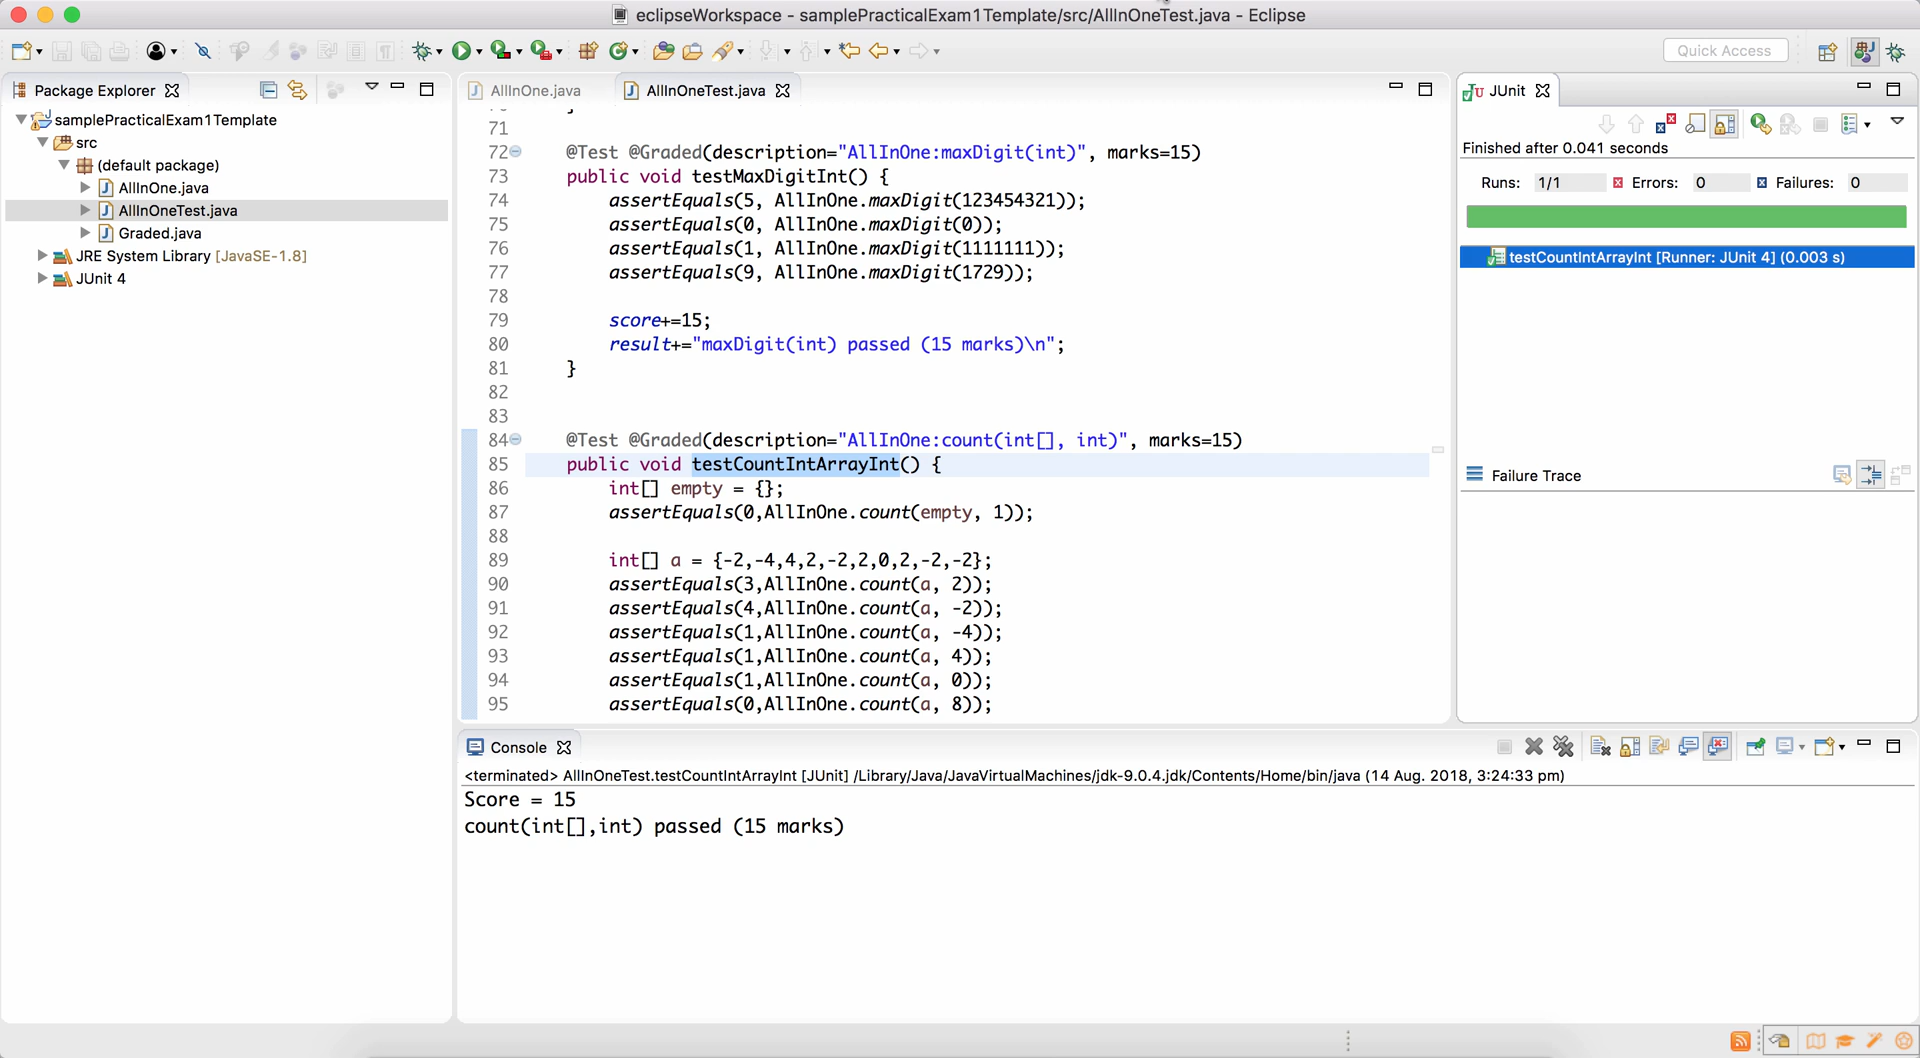 eclipseWorkspace - samplePracticalExam1Template/src/AllInOneTest.java - Eclipse
Quick Access
Package Explorer
samplePracticalExam1Template
src
(default package)
AllInOne.java
AllInOneTest.java
Graded.java
JRE System Library [JavaSE-1.8]
JUnit 4
AllInOne.java
AllInOneTest.java
71
72 @Test @Graded(description="AllInOne:maxDigit(int)", marks=15)
73 public void testMaxDigitInt() {
74 assertEquals(5, AllInOne.maxDigit(123454321));
75 assertEquals(0, AllInOne.maxDigit(0));
76 assertEquals(1, AllInOne.maxDigit(1111111));
77 assertEquals(9, AllInOne.maxDigit(1729));
78
79 score+=15;
80 result+="maxDigit(int) passed (15 marks)\n";
81 }
82
83
84 @Test @Graded(description="AllInOne:count(int[], int)", marks=15)
85 public void testCountIntArrayInt() {
86 int[] empty = {};
87 assertEquals(0,AllInOne.count(empty, 1));
88
89 int[] a = {-2,-4,4,2,-2,2,0,2,-2,-2};
90 assertEquals(3,AllInOne.count(a, 2));
91 assertEquals(4,AllInOne.count(a, -2));
92 assertEquals(1,AllInOne.count(a, -4));
93 assertEquals(1,AllInOne.count(a, 4));
94 assertEquals(1,AllInOne.count(a, 0));
95 assertEquals(0,AllInOne.count(a, 8));
JUnit
Finished after 0.041 seconds
Runs: 1/1 Errors: 0 Failures: 0
testCountIntArrayInt [Runner: JUnit 4] (0.003 s)
Failure Trace
Console
<terminated> AllInOneTest.testCountIntArrayInt [JUnit] /Library/Java/JavaVirtualMachines/jdk-9.0.4.jdk/Contents/Home/bin/java (14 Aug. 2018, 3:24:33 pm)
Score = 15
count(int[],int) passed (15 marks)